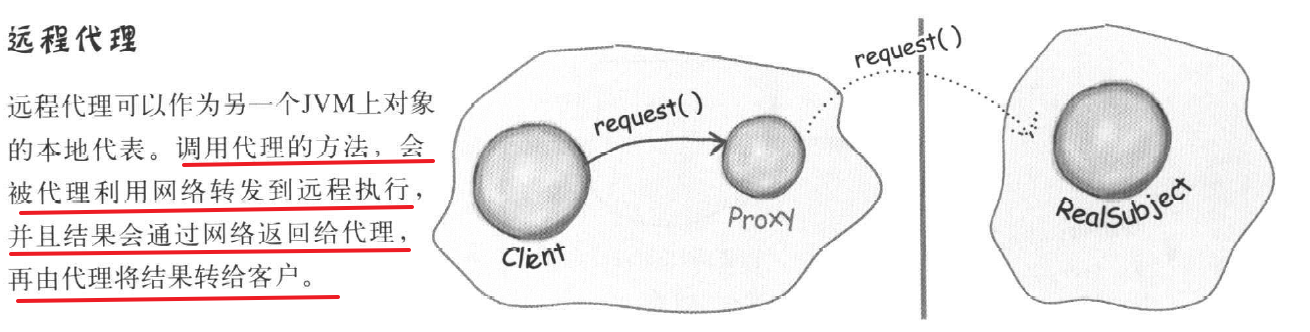 远程代理
远程代理可以作为另一个JVM上对象
的本地代表。调用代理的方法，会
被代理利用网络转发到远程执行，
并且结果会通过网络返回给代理，
再由代理将结果转给客户。
request()
request()
Client
Proxy
RealSubject